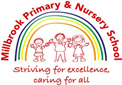 Millbrook Primary & Nursery School
Striving for excellence,
caring for all